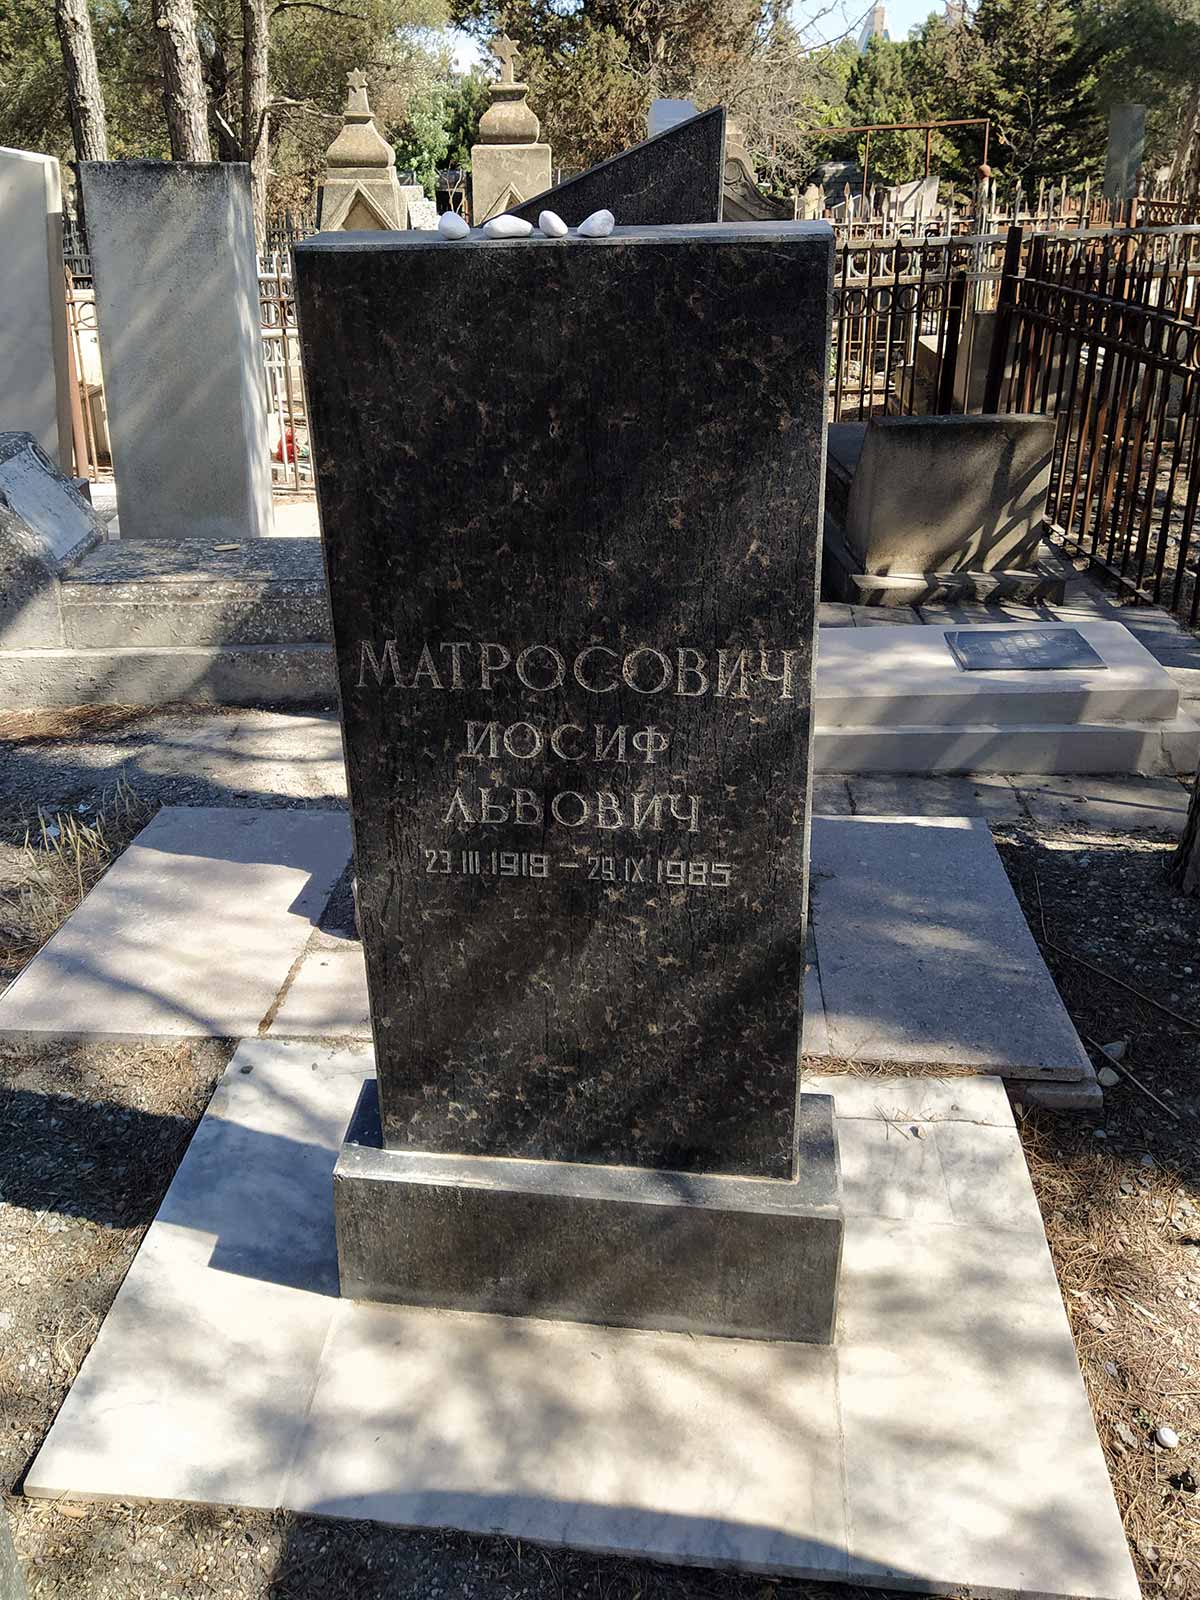 МАТРОСОВИЧ
ИОСИФ
ЛЬВОВИЧ
23.III.1918 – 29.IX.1985